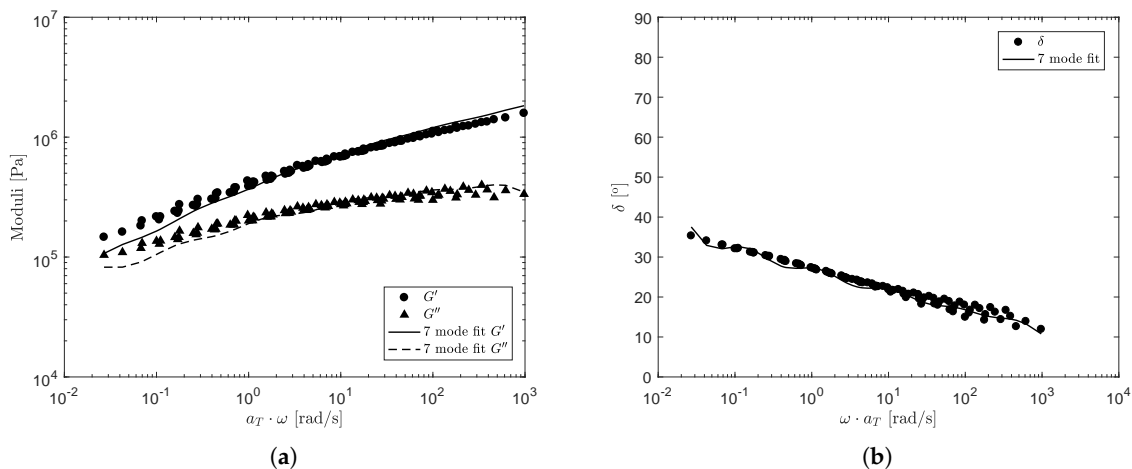 10^7
10^6
10^5
10^4
Moduli [Pa]
G′
G′′
7 mode fit G′
7 mode fit G′′
10^-2 10^-1 10^0 10^1 10^2 10^3
a_T · ω [rad/s]
(a)
90
80
70
60
50
40
30
20
10
0
δ [°]
δ
7 mode fit
10^-2 10^-1 10^0 10^1 10^2 10^3 10^4
ω · a_T [rad/s]
(b)